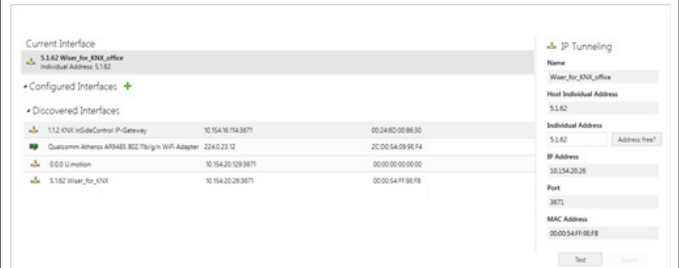 Current Interface
5.1.62 Wiser_for_KNX_office
Individual Address: 5.1.62
Configured Interfaces +
Discovered Interfaces
1.1.2 KNX InSideControl IP-Gateway 10.154.16.114:3671 00:24:6D:00:86:30
Qualcomm Atheros AR9485 802.11b/g/n WiFi Adapter 224.0.23.12 2C:D0:5A:09:9E:F4
0.0.0 U.motion 10.154.20.129:3671 00:00:00:00:00:00
5.1.62 Wiser_for_KNX 10.154.20.26:3671 00:00:54:FF:9E:FB
IP Tunneling
Name
Wiser_for_KNX_office
Host Individual Address
5.1.62
Individual Address
5.1.62 Address free?
IP Address
10.154.20.26
Port
3671
MAC Address
00:00:54:FF:9E:FB
Test Select